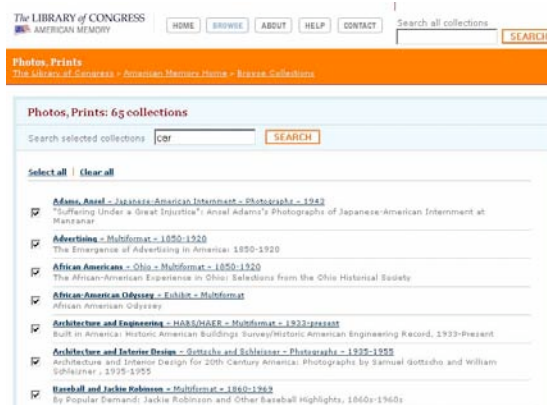 The LIBRARY of CONGRESS
AMERICAN MEMORY
HOME BROWSE ABOUT HELP CONTACT
Search all collections
SEARCH
Photos, Prints
The Library of Congress > American Memory Home > Browse Collections
Photos, Prints: 65 collections
Search selected collections car SEARCH
Select all | Clear all
Adams, Ansel ~ Japanese-American Internment ~ Photographs ~ 1943
"Suffering Under a Great Injustice": Ansel Adams's Photographs of Japanese-American Internment at
Manzanar
Advertising ~ Multiformat ~ 1850-1920
The Emergence of Advertising in America: 1850-1920
African Americans ~ Ohio ~ Multiformat ~ 1850-1920
The African-American Experience in Ohio: Selections from the Ohio Historical Society
African-American Odyssey ~ Exhibit ~ Multiformat
African American Odyssey
Architecture and Engineering ~ HABS/HAER ~ Multiformat ~ 1933-present
Built in America: Historic American Buildings Survey/Historic American Engineering Record, 1933-Present
Architecture and Interior Design ~ Gottscho and Schleisner ~ Photographs ~ 1935-1955
Architecture and Interior Design for 20th Century America: Photographs by Samuel Gottscho and William
Schleisner, 1935-1955
Baseball and Jackie Robinson ~ Multiformat ~ 1860-1969
By Popular Demand: Jackie Robinson and Other Baseball Highlights, 1860s-1960s